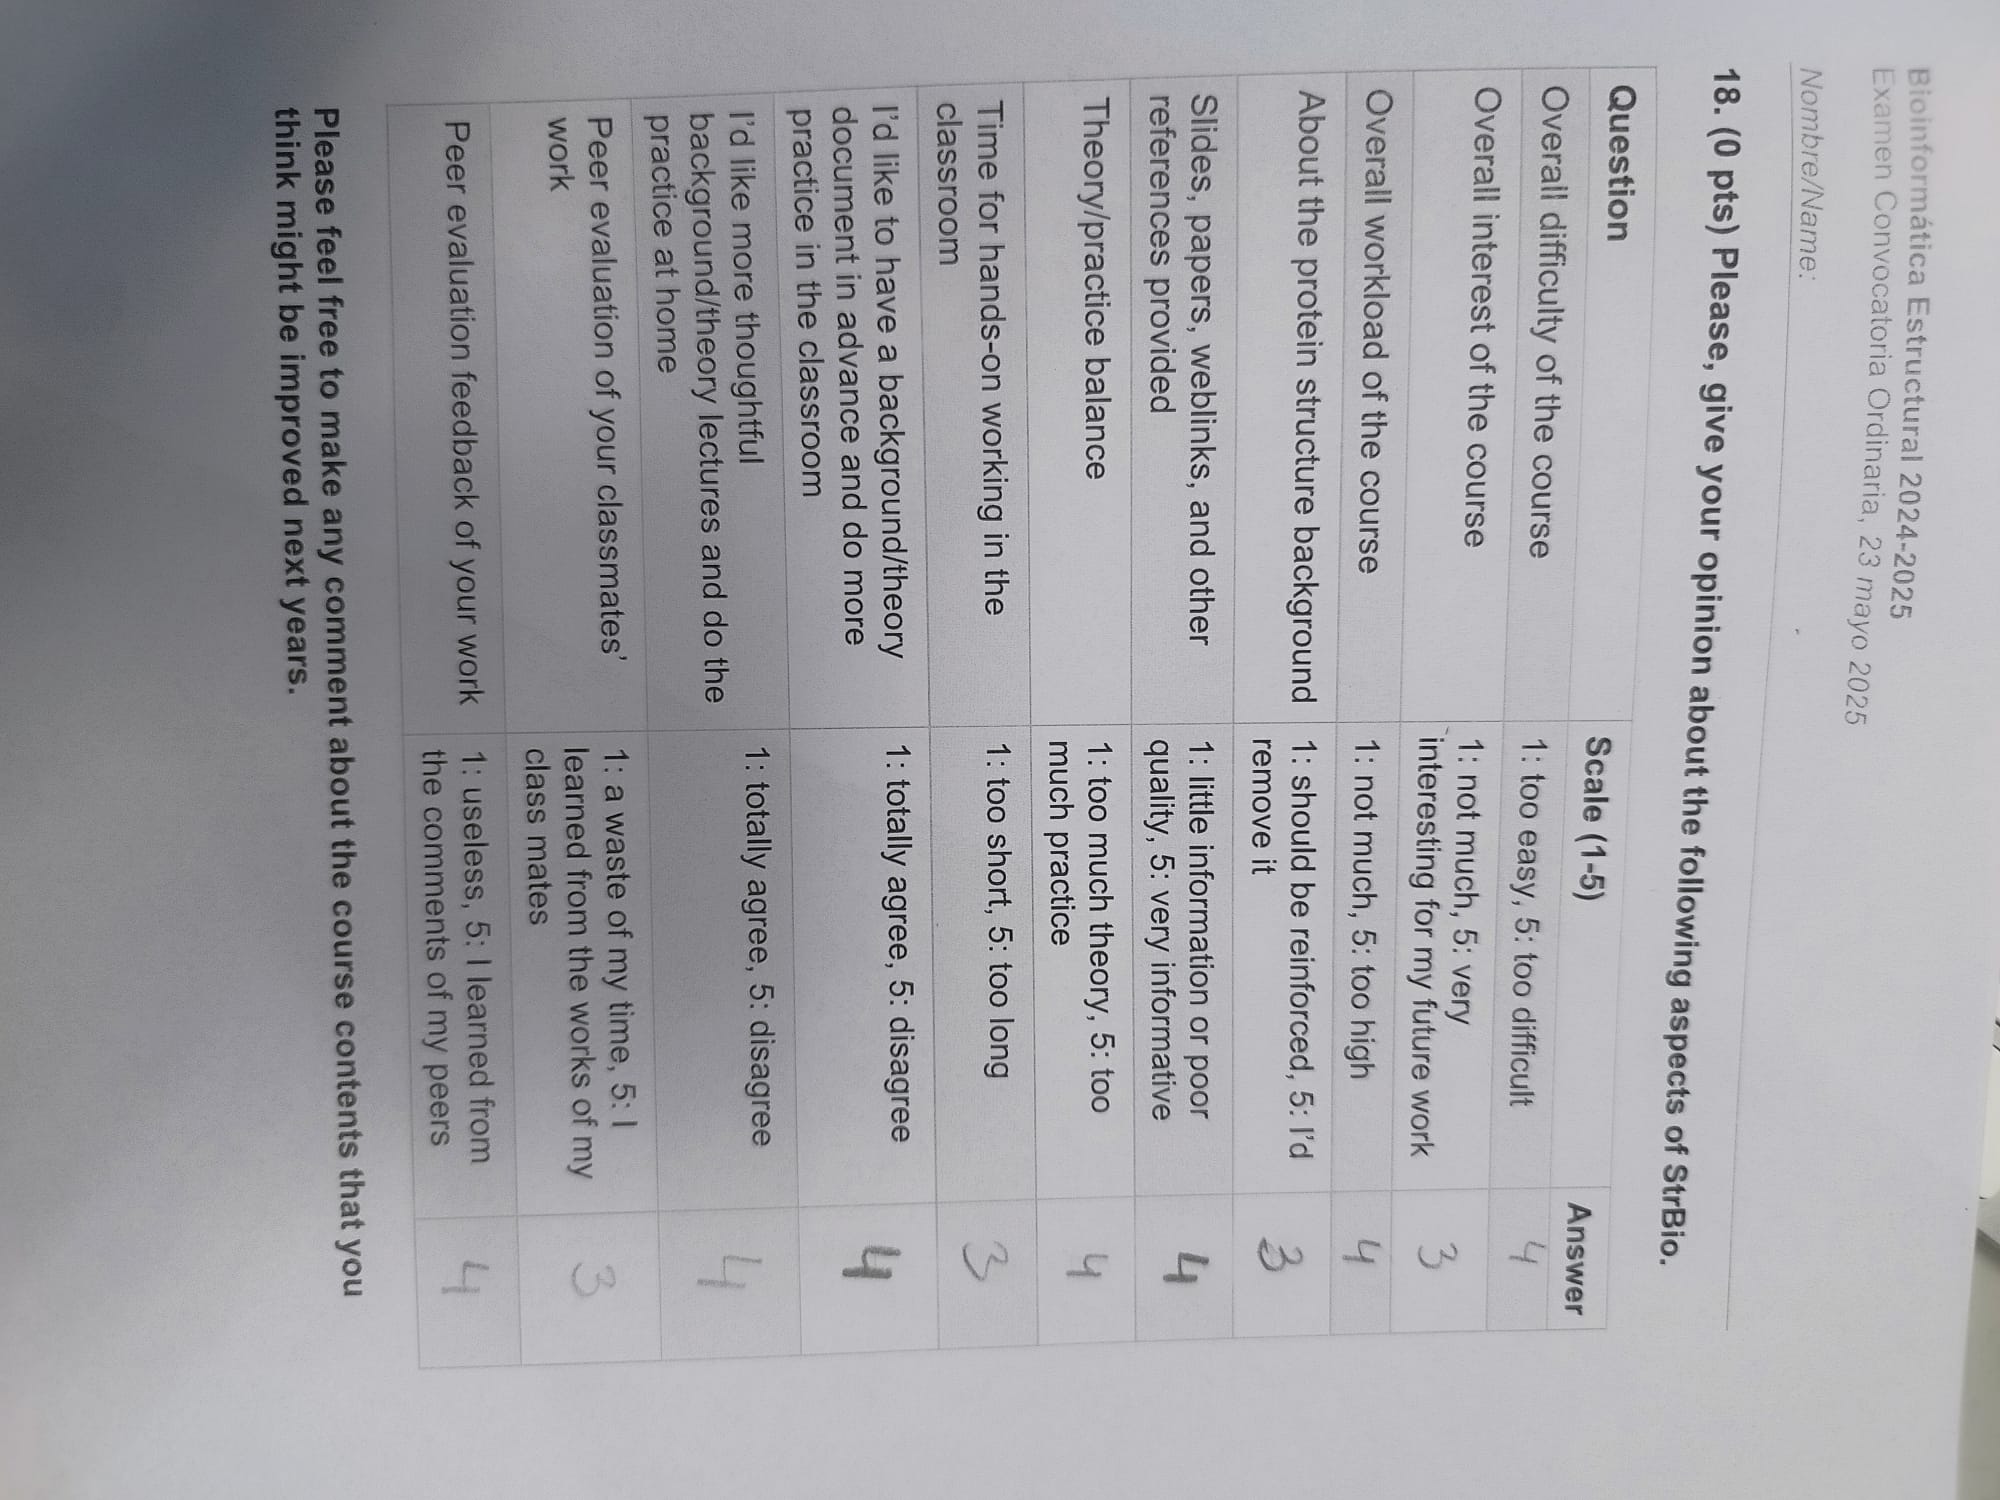 Bioinformática Estructural 2024-2025
Examen Convocatoria Ordinaria, 23 mayo 2025
Nombre/Name:
18. (0 pts) Please, give your opinion about the following aspects of StrBio.
Question Scale (1-5) Answer
Overall difficulty of the course 1: too easy, 5: too difficult 4
Overall interest of the course 1: not much, 5: very
interesting for my future work 3
Overall workload of the course 1: not much, 5: too high 4
About the protein structure background 1: should be reinforced, 5: I'd
remove it 3
Slides, papers, weblinks, and other
references provided 1: little information or poor
quality, 5: very informative 4
Theory/practice balance 1: too much theory, 5: too
much practice 4
Time for hands-on working in the
classroom 1: too short, 5: too long 3
I'd like to have a background/theory
document in advance and do more
practice in the classroom 1: totally agree, 5: disagree 4
I'd like more thoughtful
background/theory lectures and do the
practice at home 1: totally agree, 5: disagree 4
Peer evaluation of your classmates'
work 1: a waste of my time, 5: I
learned from the works of my
class mates 3
Peer evaluation feedback of your work 1: useless, 5: I learned from
the comments of my peers 4
Please feel free to make any comment about the course contents that you
think might be improved next years.